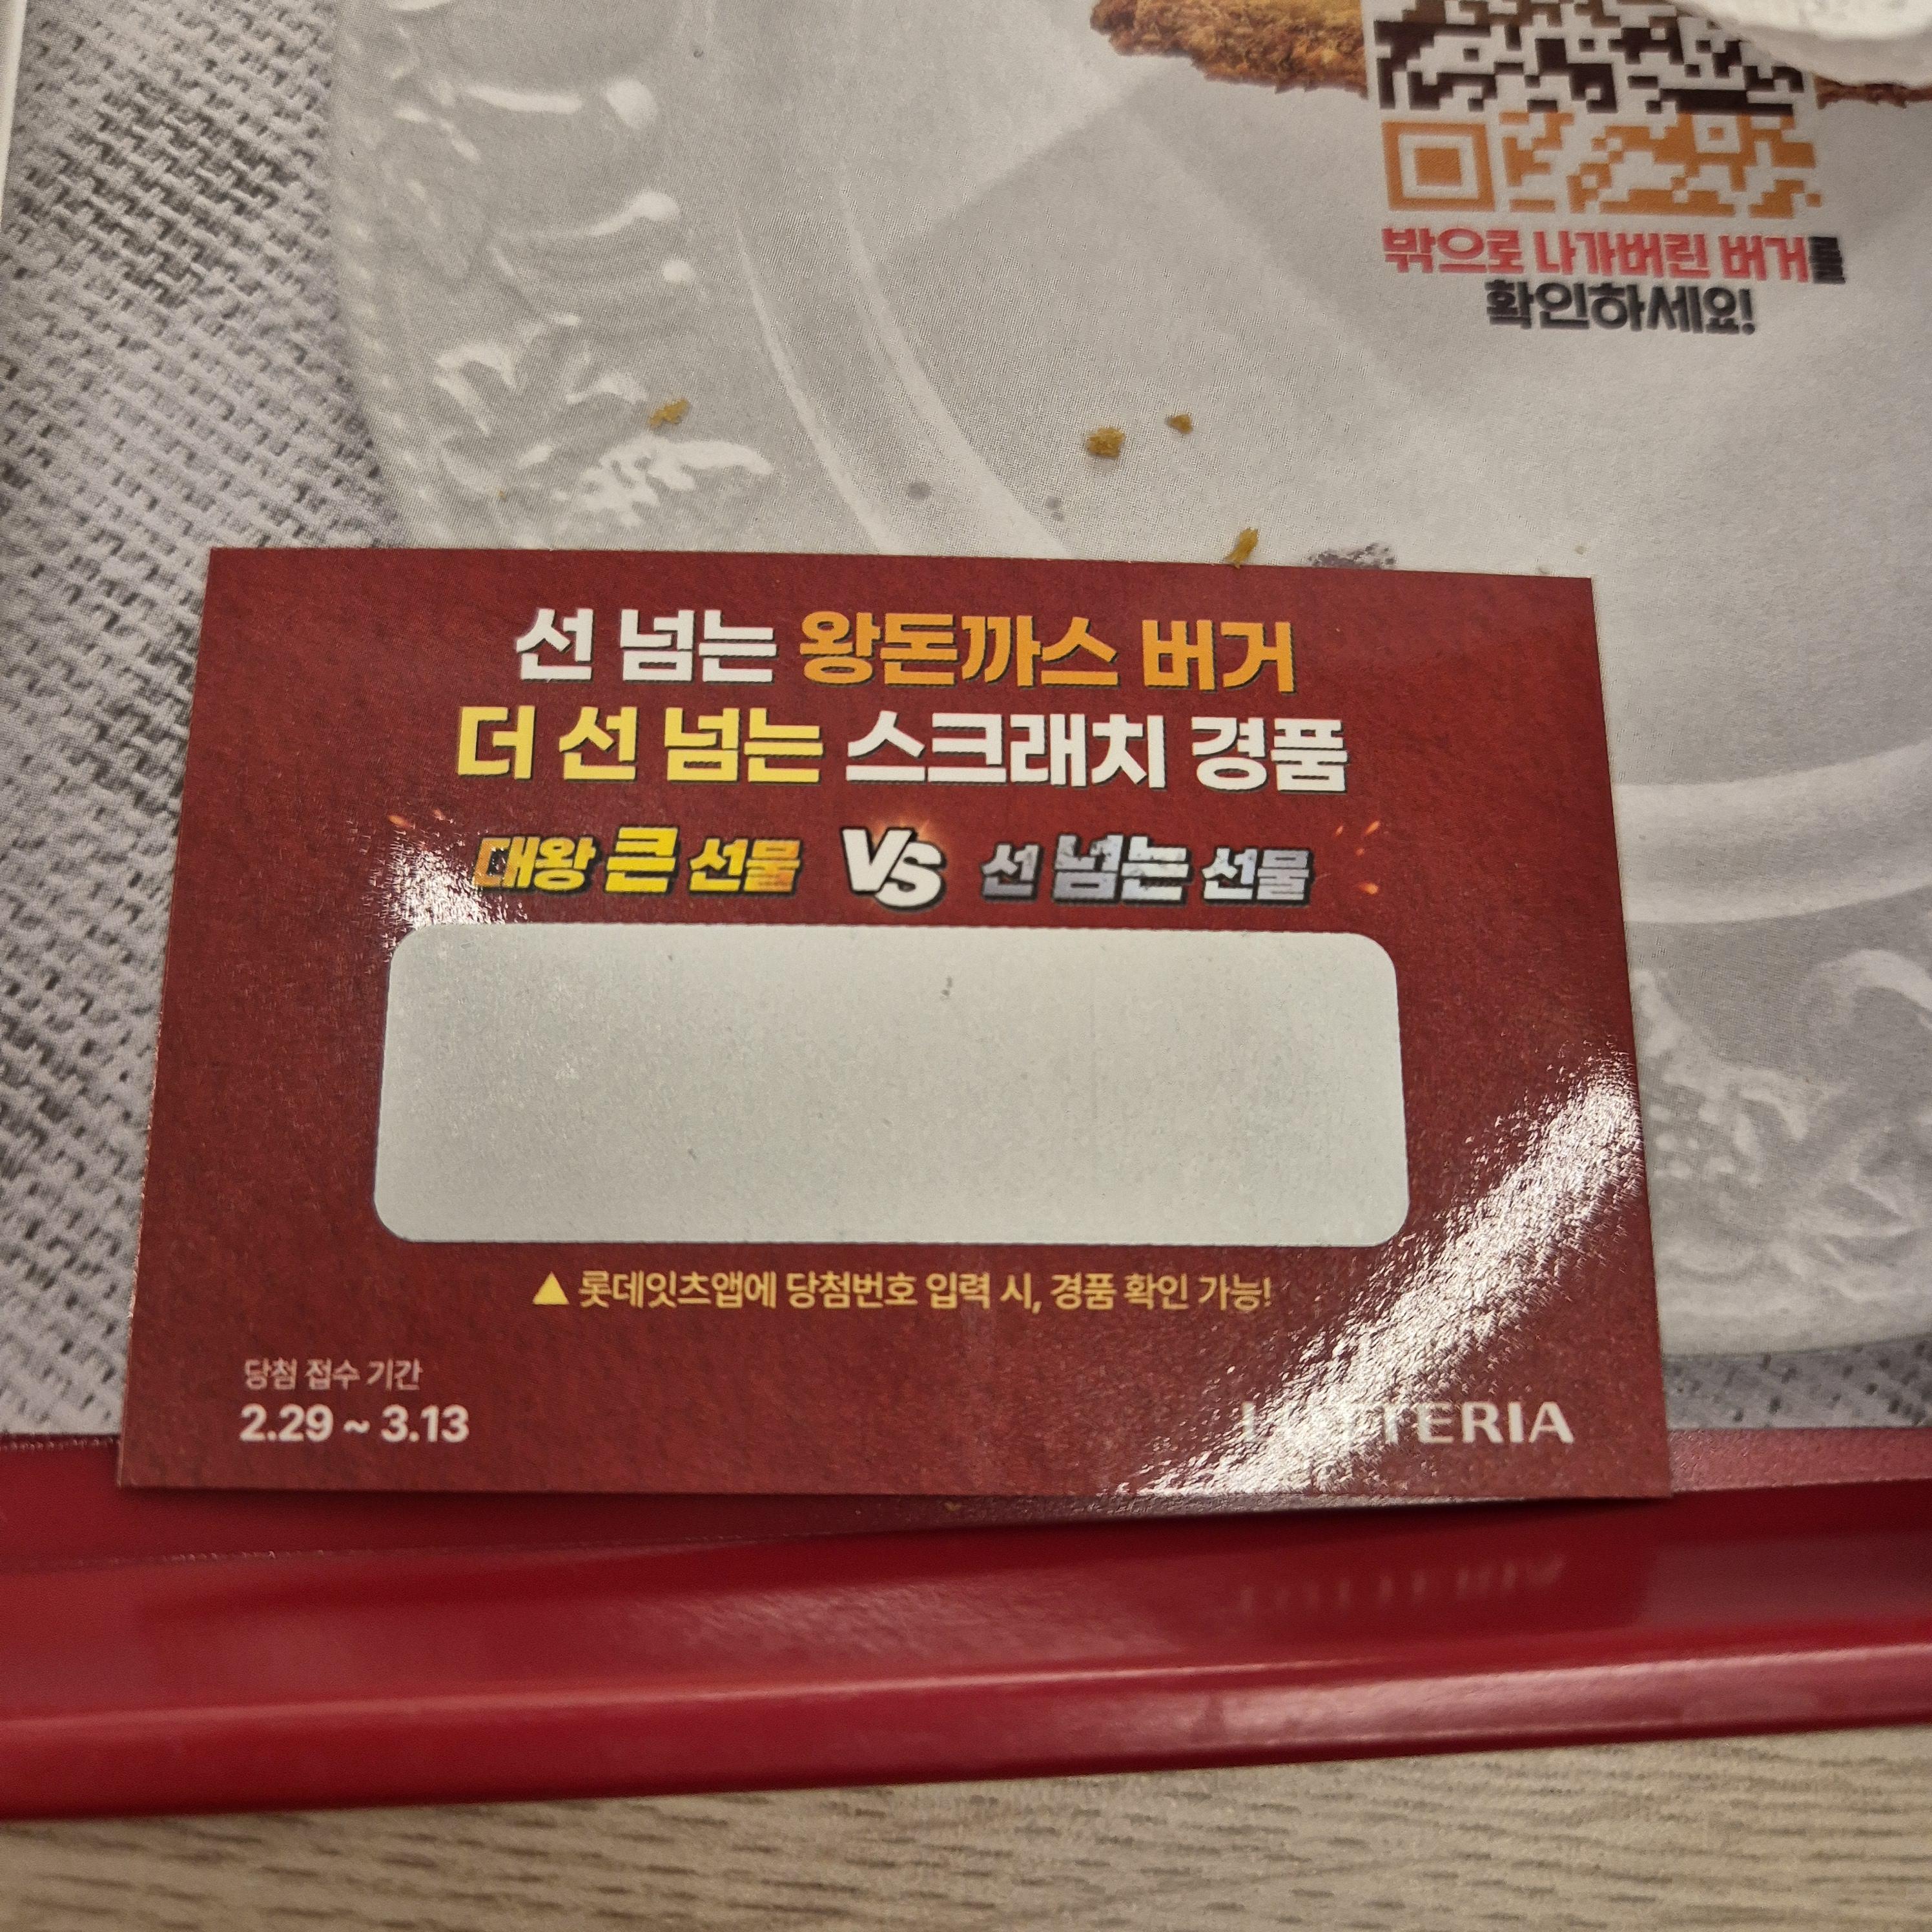 밖으로 나가버린 버거를
확인하세요!
선 넘는 왕돈까스 버거
더 선 넘는 스크래치 경품
대왕 큰 선물 VS 선 넘는 선물
▲ 롯데잇츠앱에 당첨번호 입력 시, 경품 확인 가능!
당첨 접수 기간
2.29 ~ 3.13
LOTTERIA